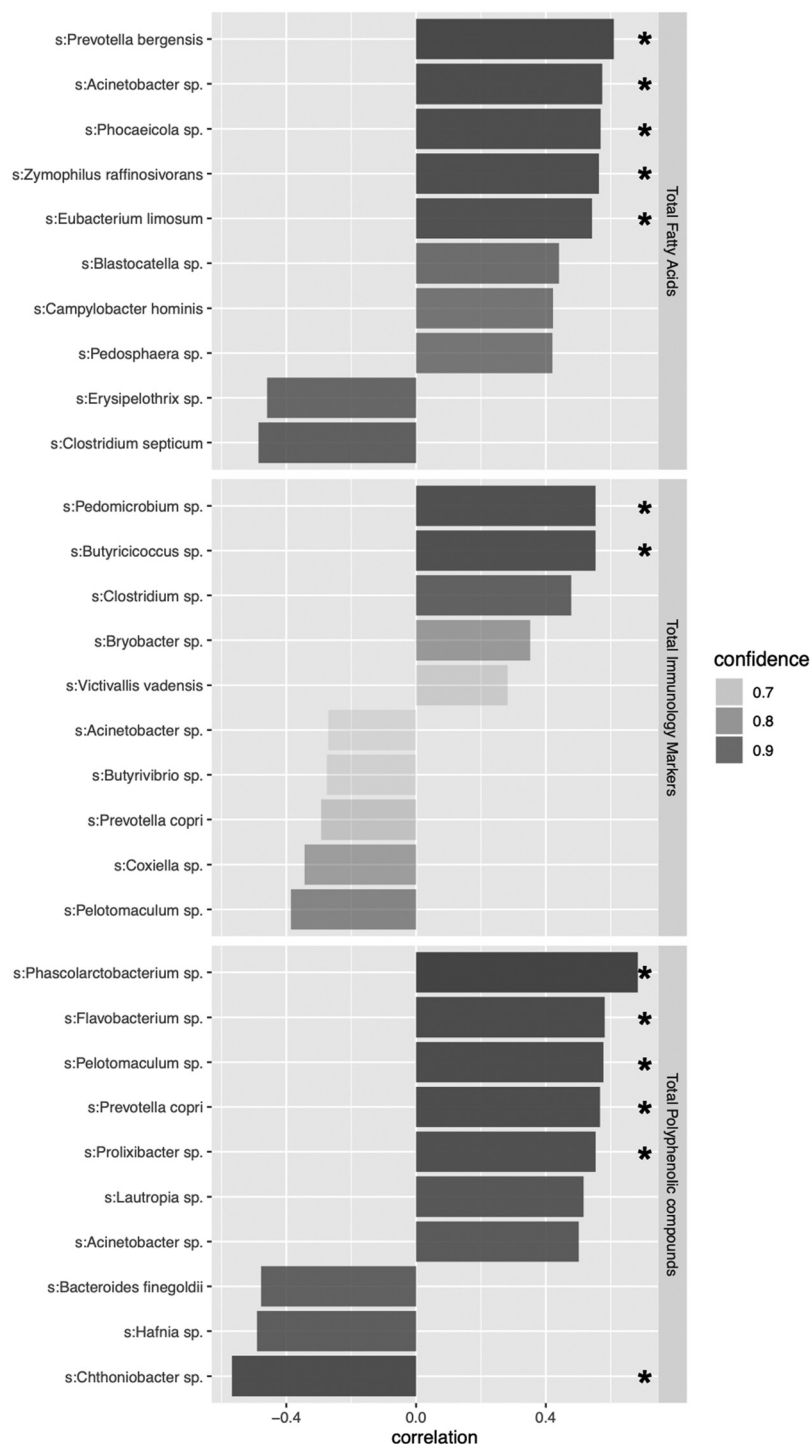 s:Prevotella bergensis *
s:Acinetobacter sp. *
s:Phocaeicola sp. *
s:Zymophilus raffinosivorans *
s:Eubacterium limosum *
s:Blastocatella sp.
s:Campylobacter hominis
s:Pedosphaera sp.
s:Erysipelothrix sp.
s:Clostridium septicum
Total Fatty Acids
s:Pedomicrobium sp. *
s:Butyricicoccus sp. *
s:Clostridium sp.
s:Bryobacter sp.
s:Victivallis vadensis
s:Acinetobacter sp.
s:Butyrivibrio sp.
s:Prevotella copri
s:Coxiella sp.
s:Pelotomaculum sp.
Total Immunology Markers
s:Phascolarctobacterium sp. *
s:Flavobacterium sp. *
s:Pelotomaculum sp. *
s:Prevotella copri *
s:Prolixibacter sp. *
s:Lautropia sp.
s:Acinetobacter sp.
s:Bacteroides finegoldii
s:Hafnia sp.
s:Chthoniobacter sp. *
Total Polyphenolic compounds
−0.4 0.0 0.4
correlation
confidence
0.7
0.8
0.9